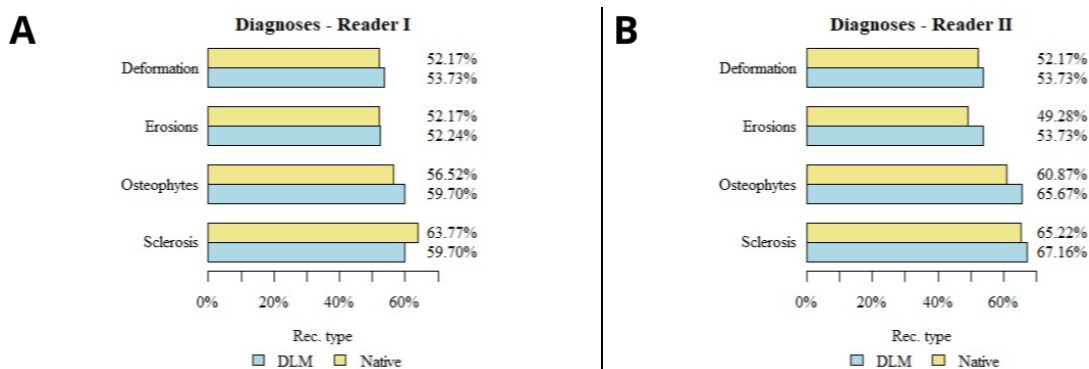 A
Diagnoses - Reader I
Deformation
52.17%
53.73%
Erosions
52.17%
52.24%
Osteophytes
56.52%
59.70%
Sclerosis
63.77%
59.70%
0% 20% 40% 60%
Rec. type
DLM Native
B
Diagnoses - Reader II
Deformation
52.17%
53.73%
Erosions
49.28%
53.73%
Osteophytes
60.87%
65.67%
Sclerosis
65.22%
67.16%
0% 20% 40% 60%
Rec. type
DLM Native